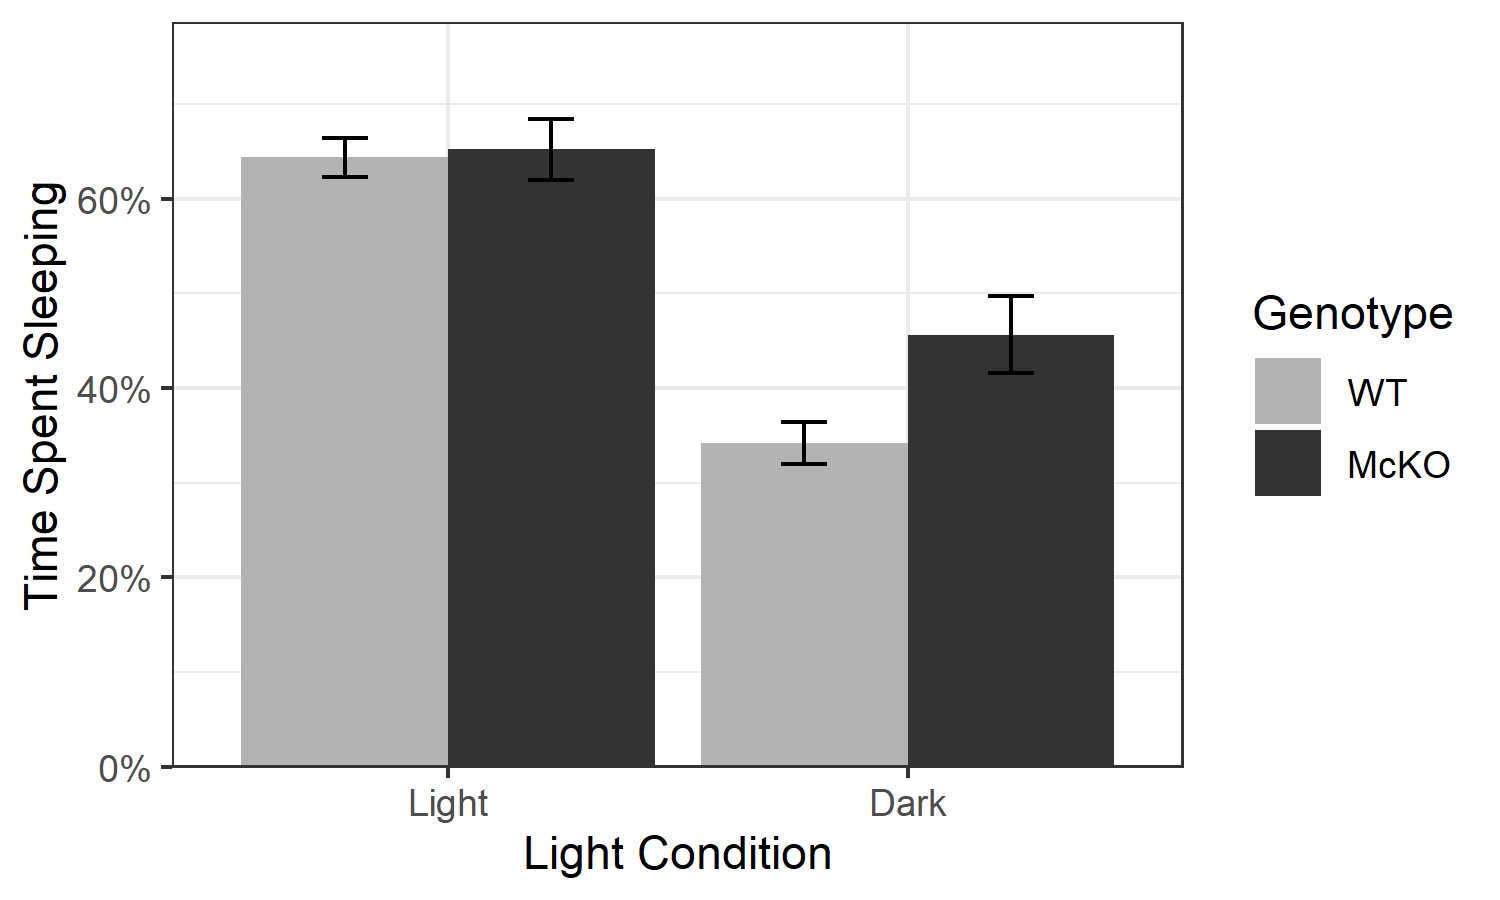 Time Spent Sleeping
60%
40%
20%
0%
Light
Dark
Light Condition
Genotype
WT
McKO